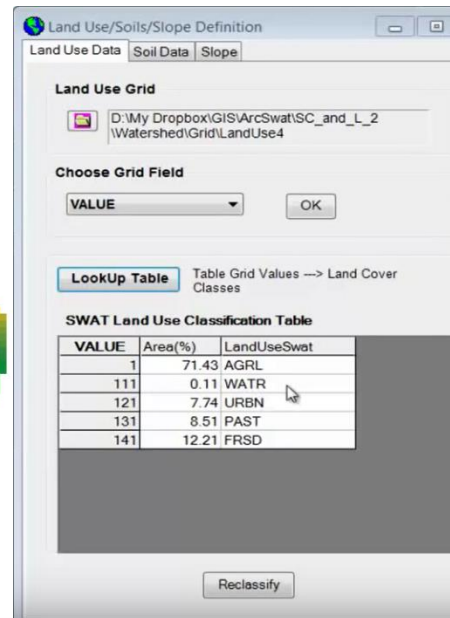 Land Use/Soils/Slope Definition
Land Use Data Soil Data Slope
Land Use Grid
D:\My Dropbox\GIS\ArcSwat\SC_and_L_2
\Watershed\Grid\LandUse4
Choose Grid Field
VALUE OK
LookUp Table Table Grid Values ---> Land Cover
Classes
SWAT Land Use Classification Table
VALUE Area(%) LandUseSwat
1 71.43 AGRL
111 0.11 WATR
121 7.74 URBN
131 8.51 PAST
141 12.21 FRSD
Reclassify